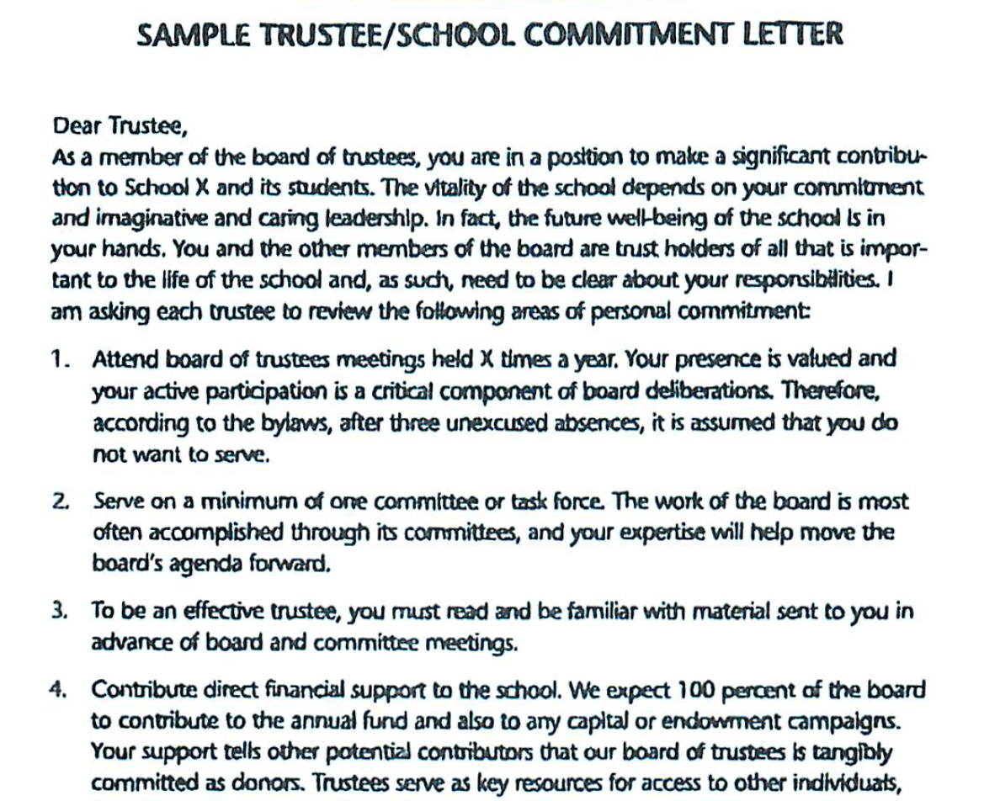 SAMPLE TRUSTEE/SCHOOL COMMITMENT LETTER
Dear Trustee,
As a member of the board of trustees, you are in a position to make a significant contribu-
tion to School X and its students. The vitality of the school depends on your commitment
and imaginative and caring leadership. In fact, the future well-being of the school is in
your hands. You and the other members of the board are trust holders of all that is impor-
tant to the life of the school and, as such, need to be clear about your responsibilities. I
am asking each trustee to review the following areas of personal commitment:
1. Attend board of trustees meetings held X times a year. Your presence is valued and
your active participation is a critical component of board deliberations. Therefore,
according to the bylaws, after three unexcused absences, it is assumed that you do
not want to serve.
2. Serve on a minimum of one committee or task force. The work of the board is most
often accomplished through its committees, and your expertise will help move the
board's agenda forward.
3. To be an effective trustee, you must read and be familiar with material sent to you in
advance of board and committee meetings.
4. Contribute direct financial support to the school. We expect 100 percent of the board
to contribute to the annual fund and also to any capital or endowment campaigns.
Your support tells other potential contributors that our board of trustees is tangibly
committed as donors. Trustees serve as key resources for access to other individuals,